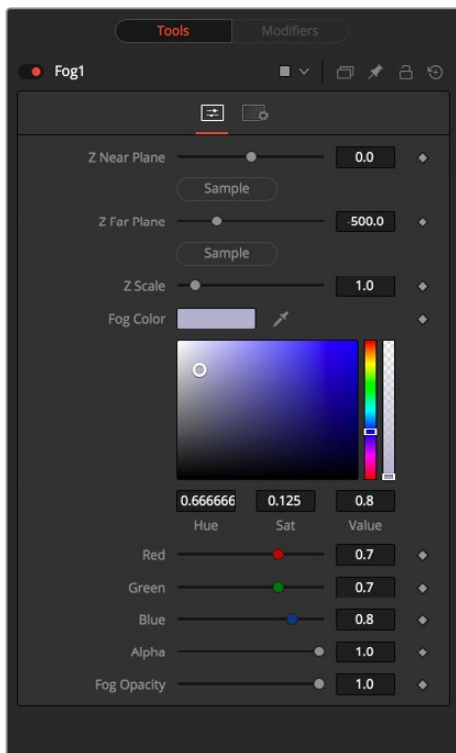 Tools Modifiers
Fog1
Z Near Plane 0.0
Sample
Z Far Plane -500.0
Sample
Z Scale 1.0
Fog Color
0.666666 0.125 0.8
Hue Sat Value
Red 0.7
Green 0.7
Blue 0.8
Alpha 1.0
Fog Opacity 1.0